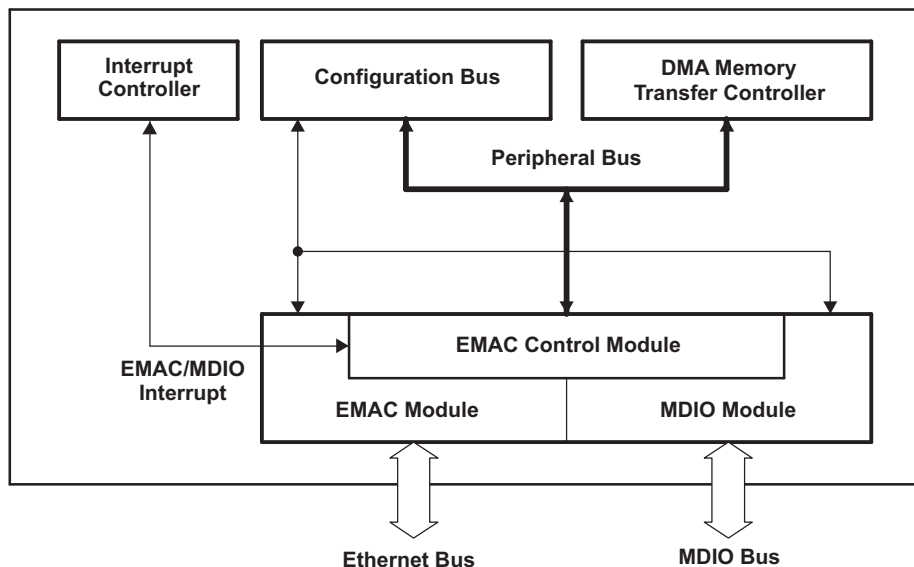 Interrupt
Controller
Configuration Bus
DMA Memory
Transfer Controller
Peripheral Bus
EMAC Control Module
EMAC/MDIO
Interrupt
EMAC Module
MDIO Module
Ethernet Bus
MDIO Bus